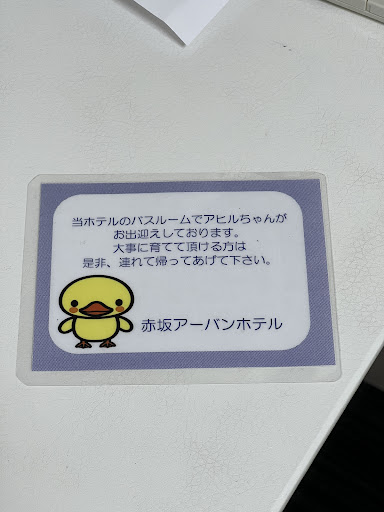 当ホテルのバスルームでアヒルちゃんが
お出迎えしております。
大事に育てて頂ける方は
是非、連れて帰ってあげて下さい。
赤坂アーバンホテル